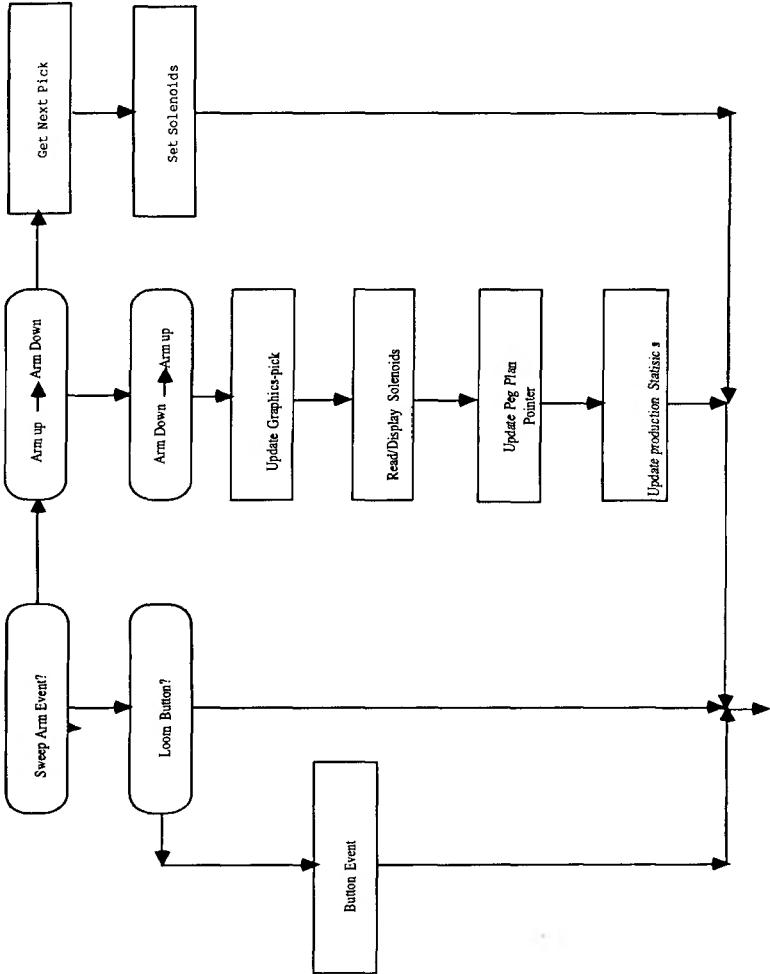 Sweep Arm Event?
Loom Button?
Button Event
Arm up → Arm Down
Arm Down → Arm up
Update Graphics-pick
Read/Display Solenoids
Update Peg Plan
Pointer
Update production Statisic s
Get Next Pick
Set Solenoids